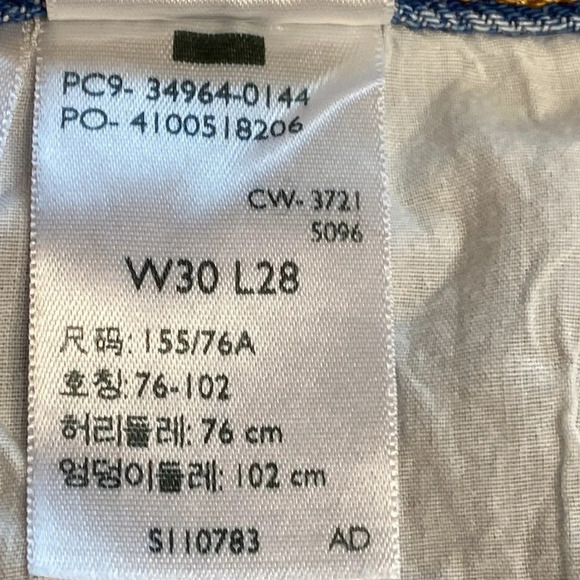 PC9- 34964-0144
PO- 4100518206
CW- 3721
5096
W30 L28
尺码: 155/76A
호칭: 76-102
허리둘레: 76 cm
엉덩이둘레: 102 cm
S110783 AD